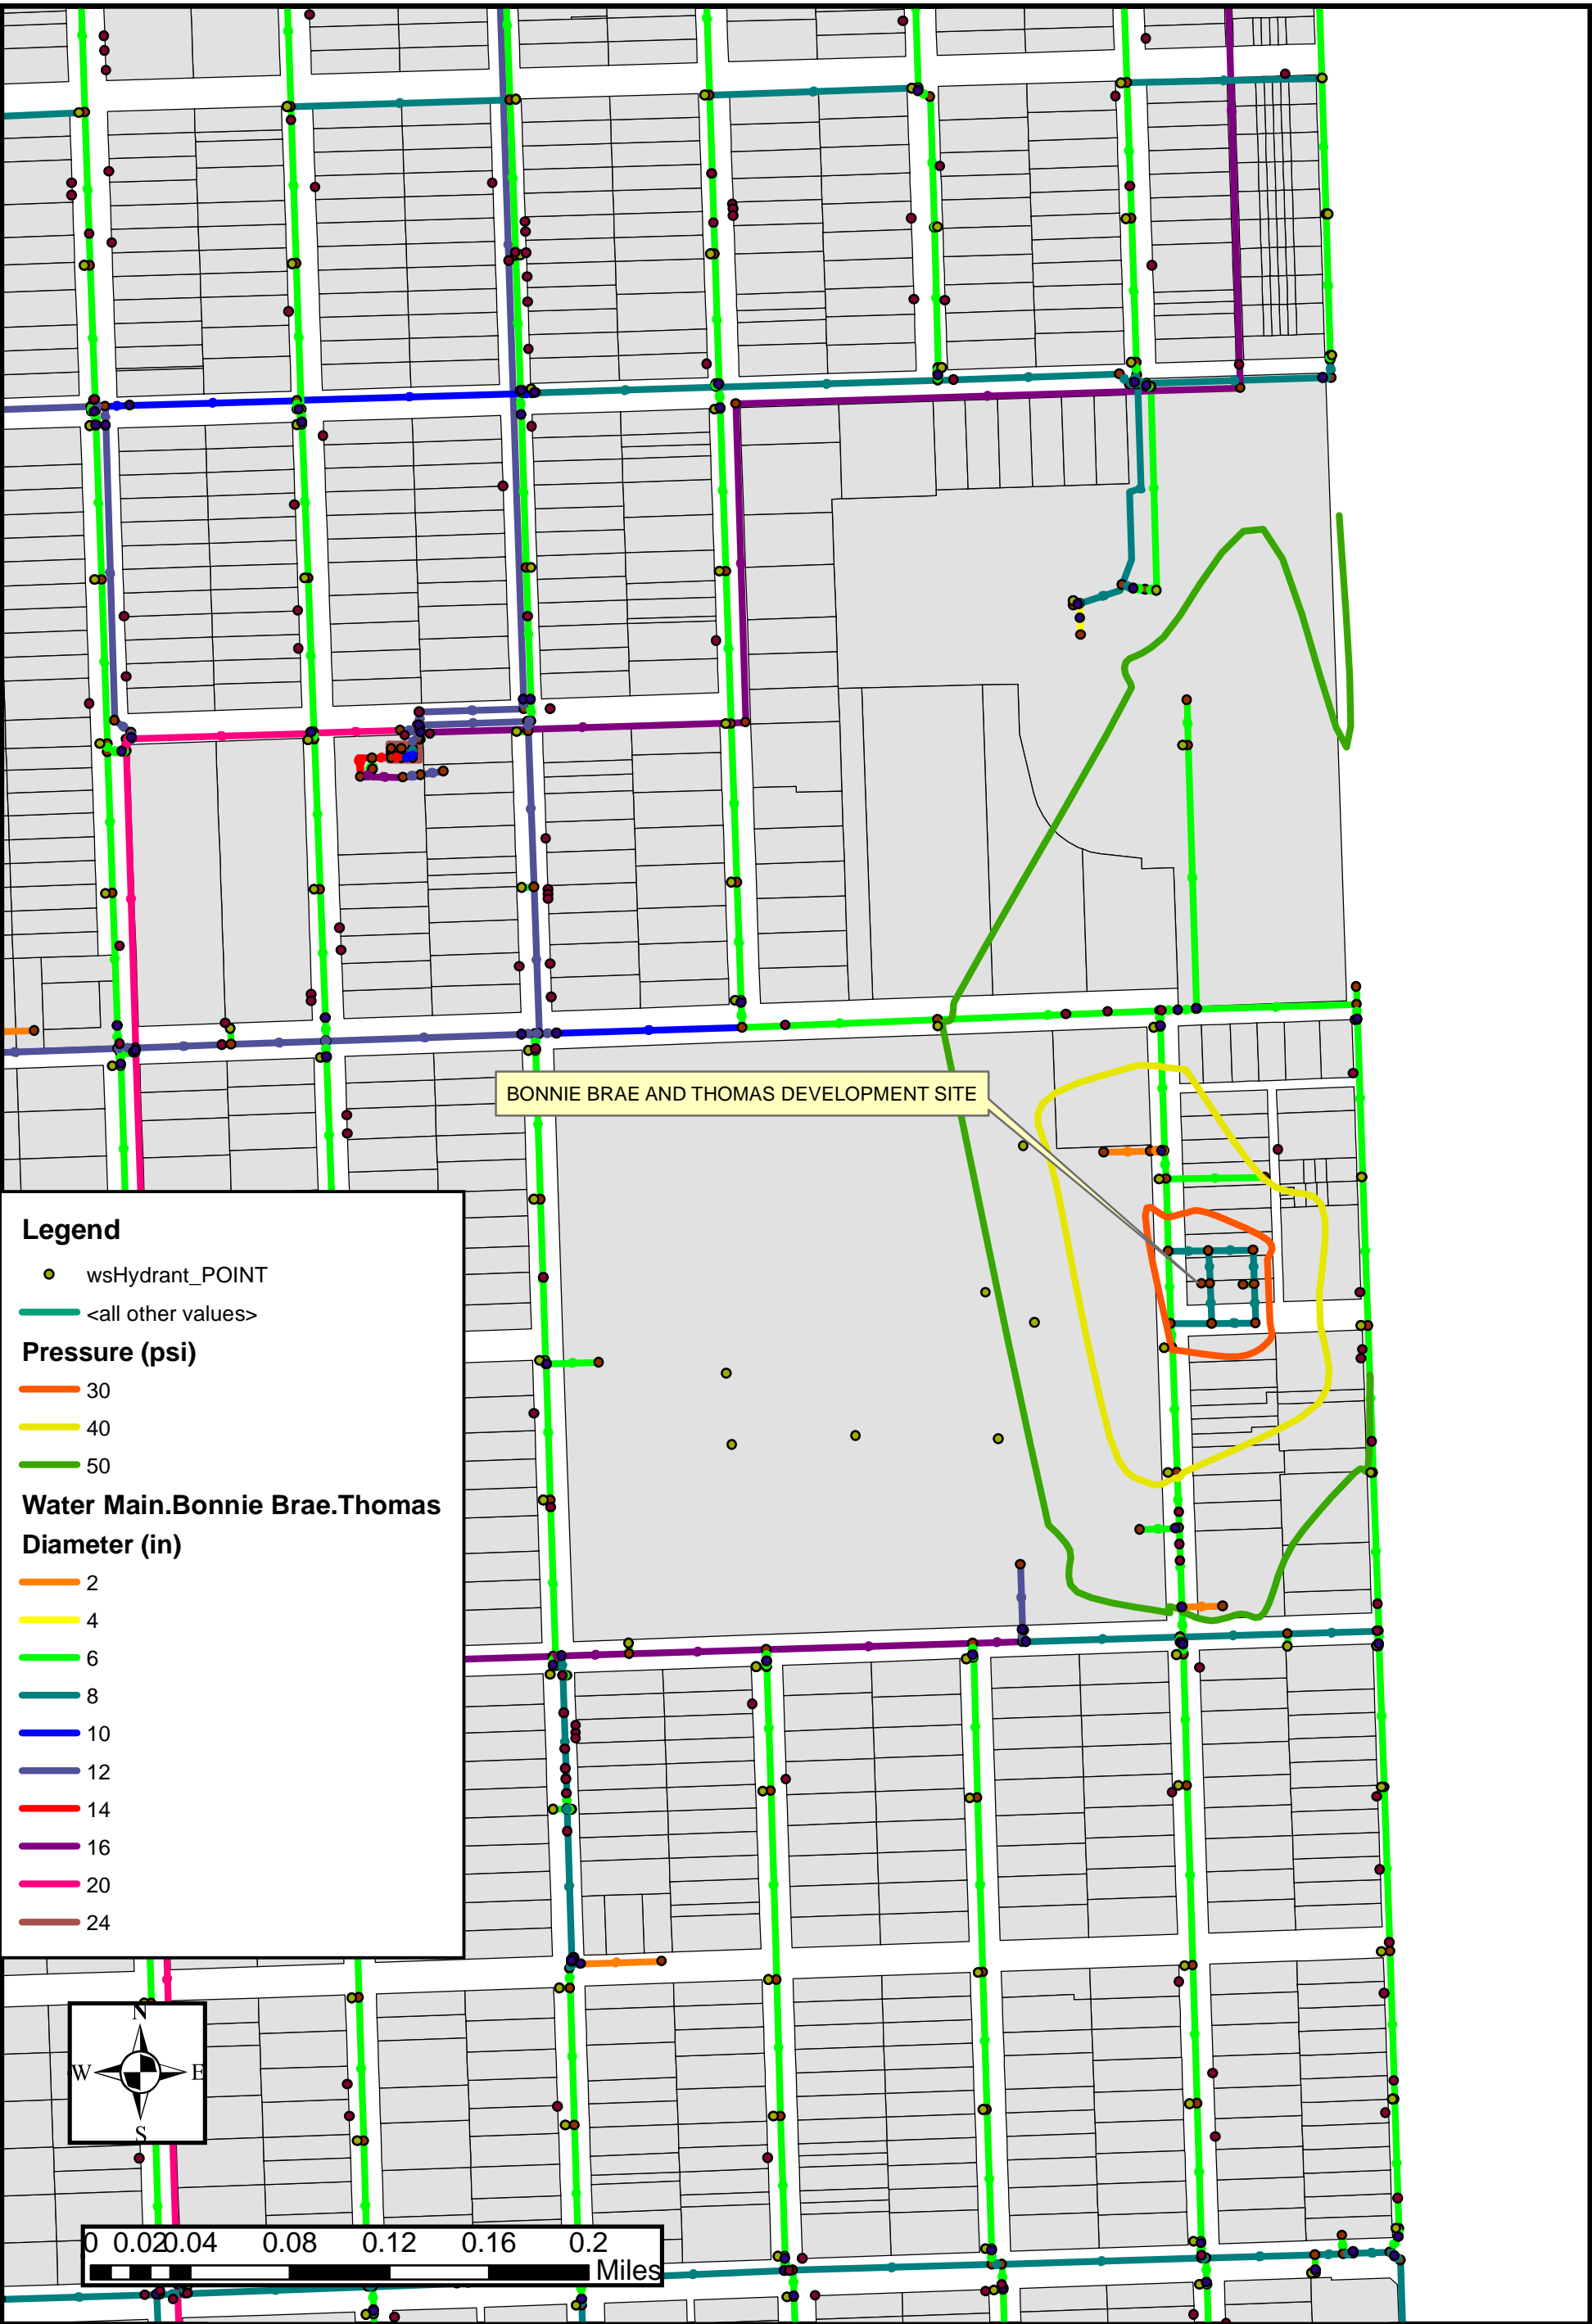 BONNIE BRAE AND THOMAS DEVELOPMENT SITE
Legend
wsHydrant_POINT
<all other values>
Pressure (psi)
30
40
50
Water Main.Bonnie Brae.Thomas
Diameter (in)
2
4
6
8
10
12
14
16
20
24
N
W E
S
0 0.02 0.04 0.08 0.12 0.16 0.2
Miles